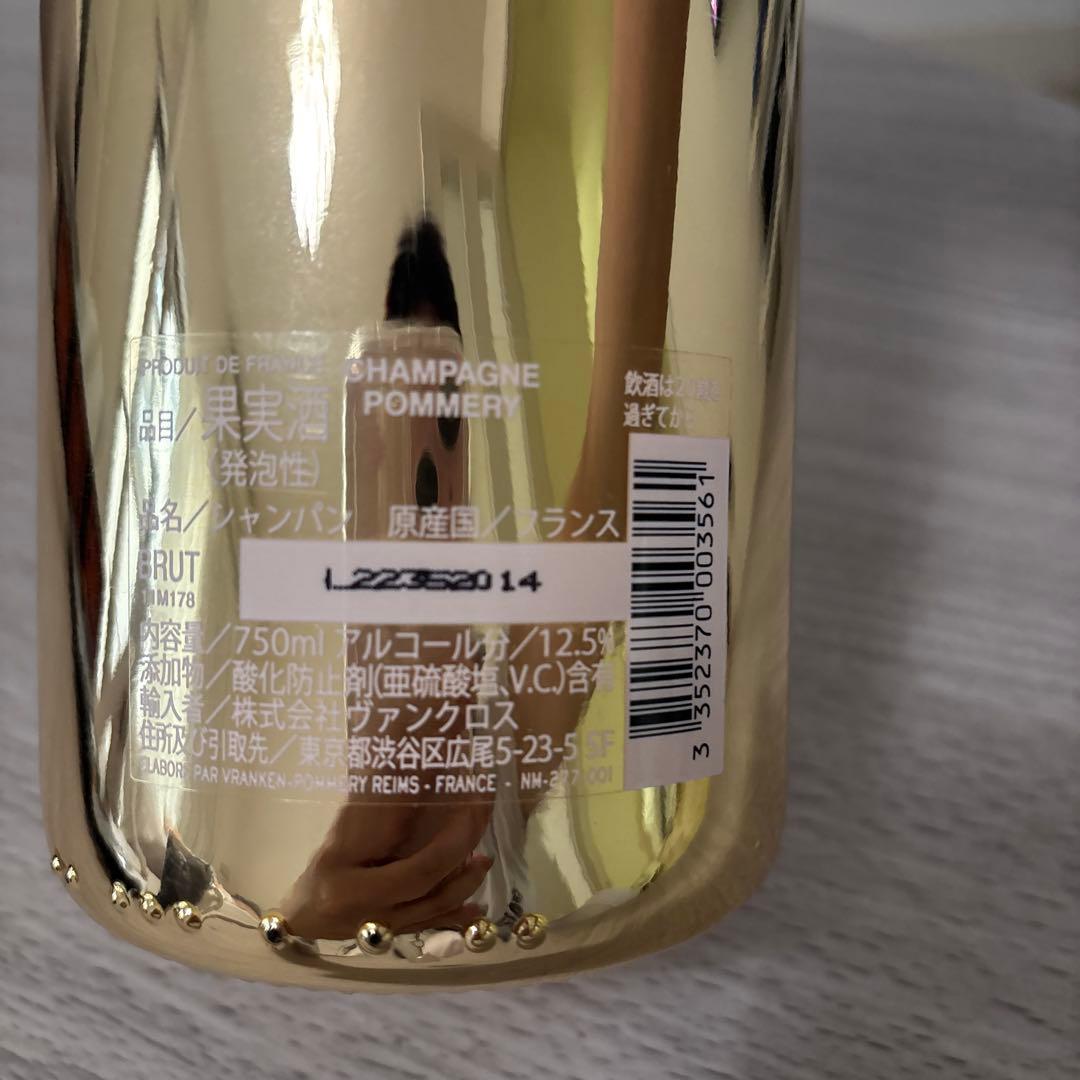 PRODUIT DE FRANCE
CHAMPAGNE
POMMERY
品目/果実酒
(発泡性)
飲酒は20歳を
過ぎてから
品名/シャンパン 原産国/フランス
BRUT
L22352014
内容量/750ml アルコール分/12.5%
添加物/酸化防止剤(亜硫酸塩、V.C.)含有
輸入者/株式会社ヴァンクロス
住所及び引取先/東京都渋谷区広尾5-23-5 5F
ELABORE PAR VRANKEN-POMMERY REIMS - FRANCE - NM-277 001
3 352370 003561